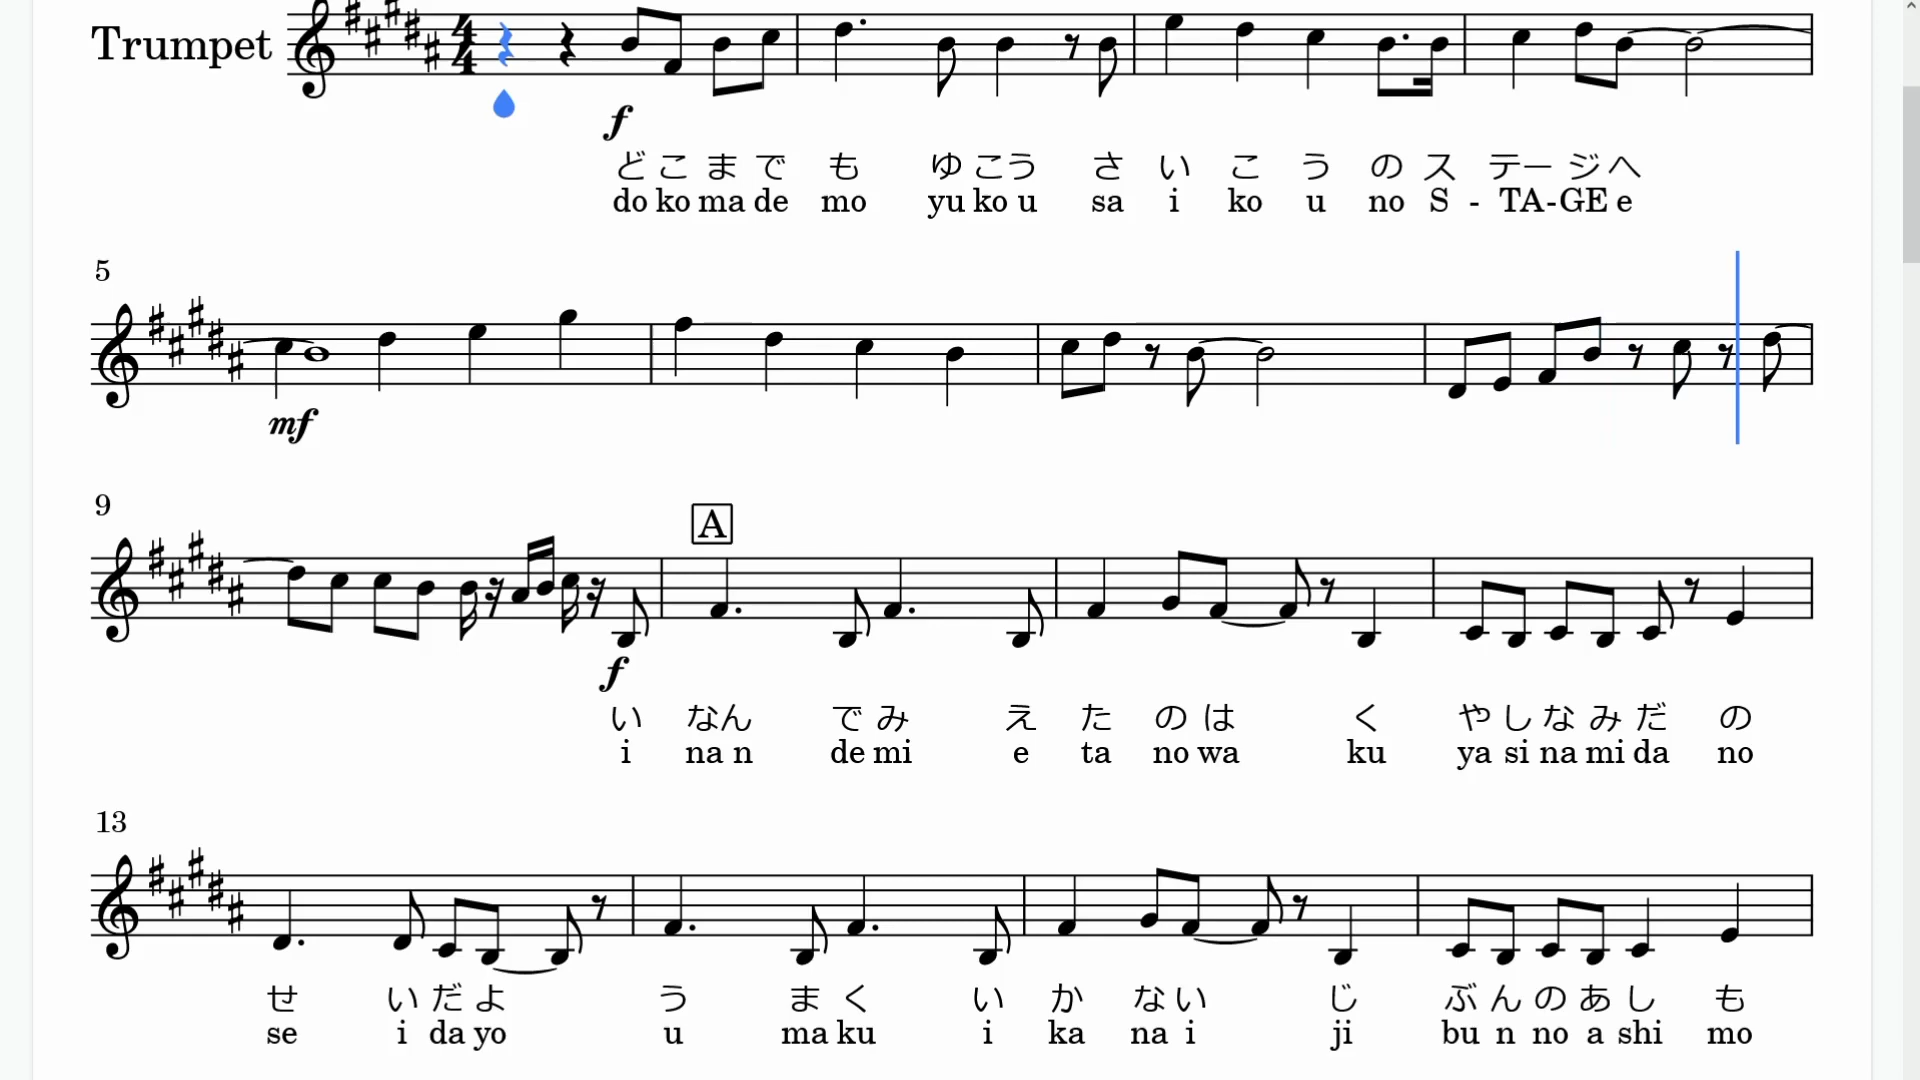 Trumpet
4
4
f
ど こ ま で も ゆ こう さ い こ う の ス テー ジ へ
do ko ma de mo yu ko u sa i ko u no S - TA-GE e
5
mf
9
A
f
い なん で み え た の は く や し な み だ の
i na n de mi e ta no wa ku ya si na mi da no
13
せ い だ よ う ま く い か な い じ ぶ ん の あ し も
se i da yo u ma ku i ka na i ji bu n no a shi mo